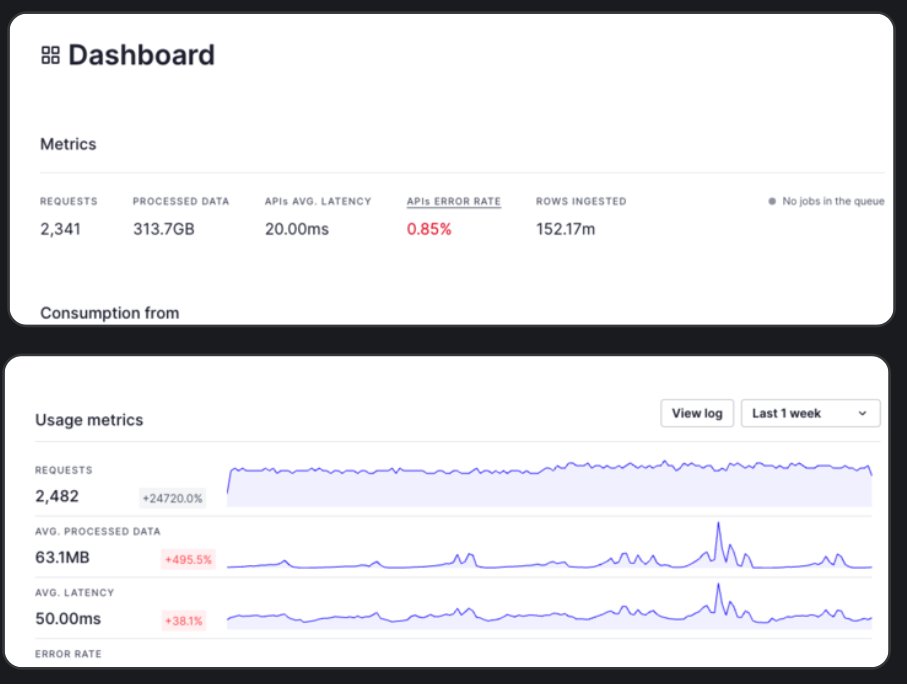 Dashboard
Metrics
REQUESTS PROCESSED DATA APIs AVG. LATENCY APIs ERROR RATE ROWS INGESTED No jobs in the queue
2,341 313.7GB 20.00ms 0.85% 152.17m
Consumption from
Usage metrics View log Last 1 week
REQUESTS
2,482 +24720.0%
AVG. PROCESSED DATA
63.1MB +495.5%
AVG. LATENCY
50.00ms +38.1%
ERROR RATE